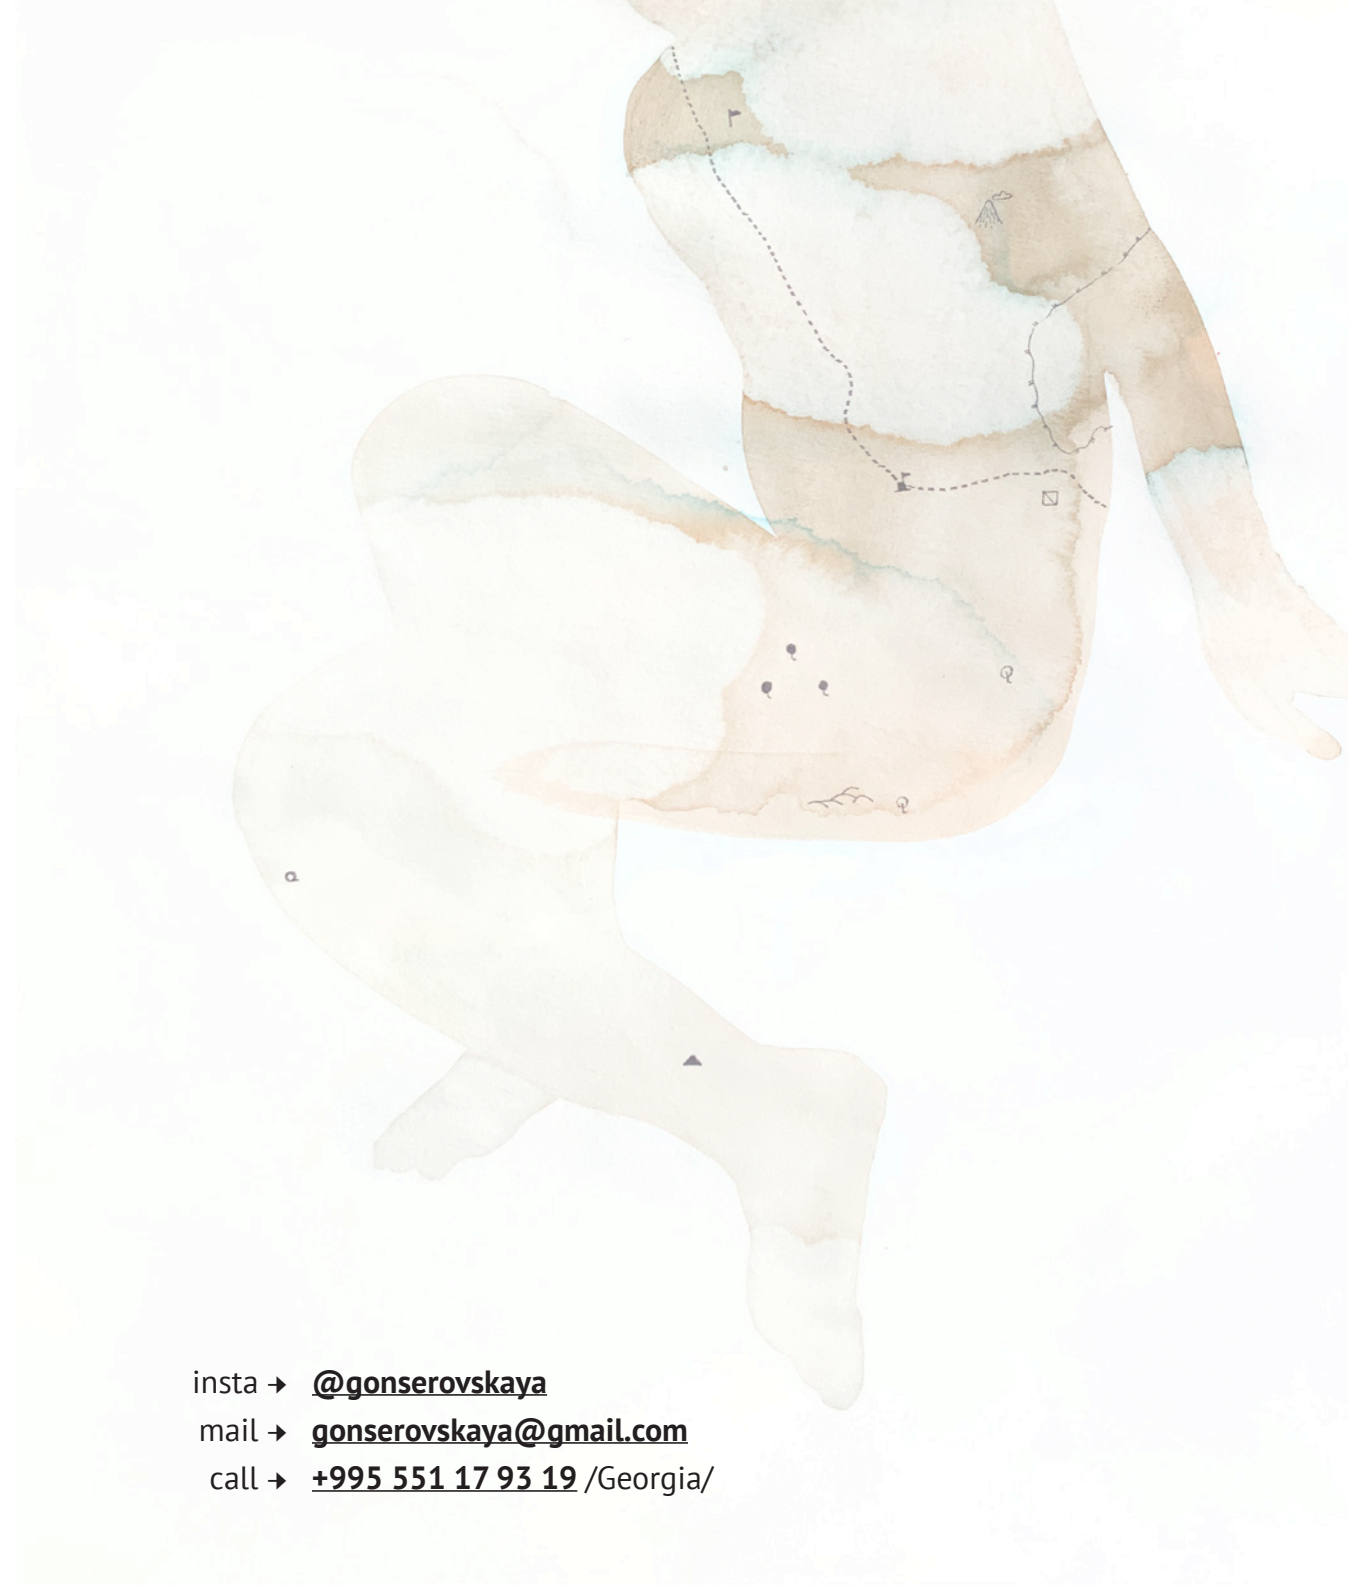 insta → @gonserovskaya
mail → gonserovskaya@gmail.com
call → +995 551 17 93 19 /Georgia/